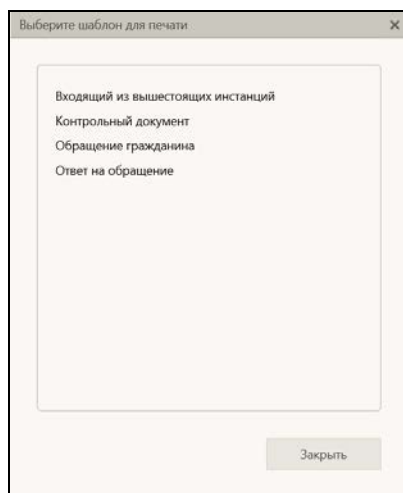 Выберите шаблон для печати
Входящий из вышестоящих инстанций
Контрольный документ
Обращение гражданина
Ответ на обращение
Закрыть